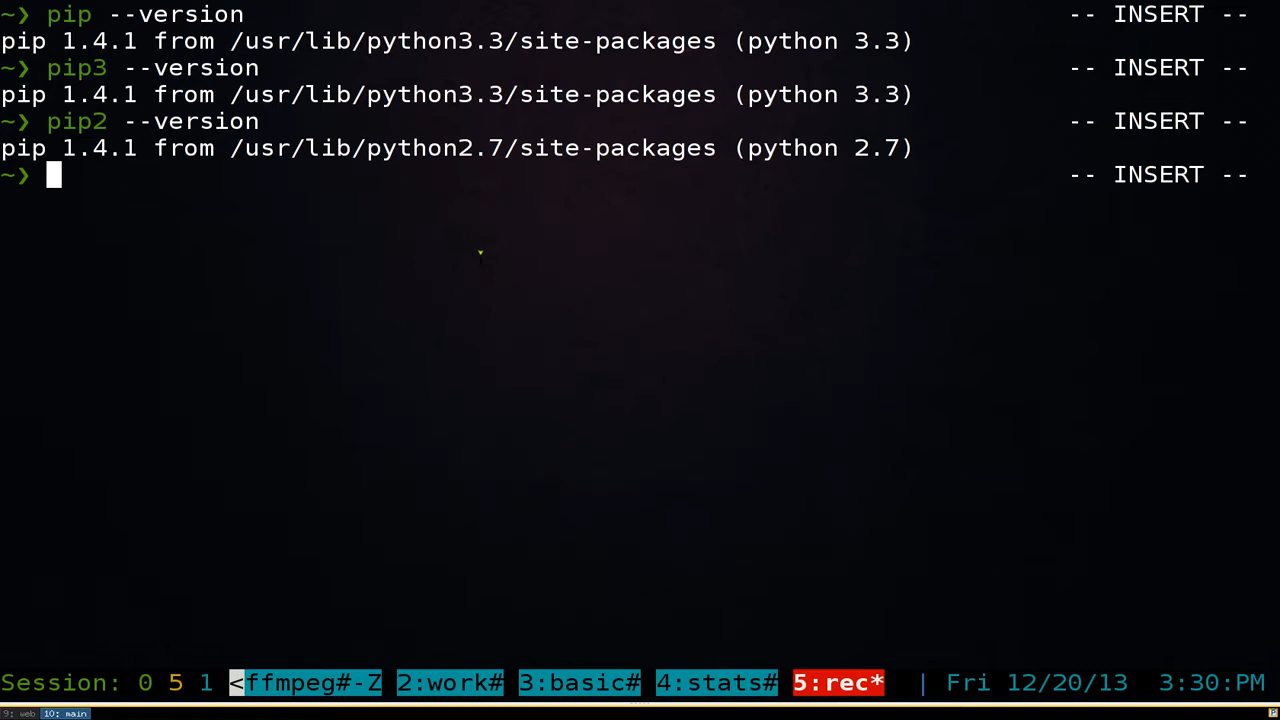 ~❯ pip --version -- INSERT --
pip 1.4.1 from /usr/lib/python3.3/site-packages (python 3.3)
~❯ pip3 --version -- INSERT --
pip 1.4.1 from /usr/lib/python3.3/site-packages (python 3.3)
~❯ pip2 --version -- INSERT --
pip 1.4.1 from /usr/lib/python2.7/site-packages (python 2.7)
~❯ -- INSERT --
Session: 0 5 1 <ffmpeg#-Z 2:work# 3:basic# 4:stats# 5:rec* | Fri 12/20/13 3:30:PM
9: web 10: main